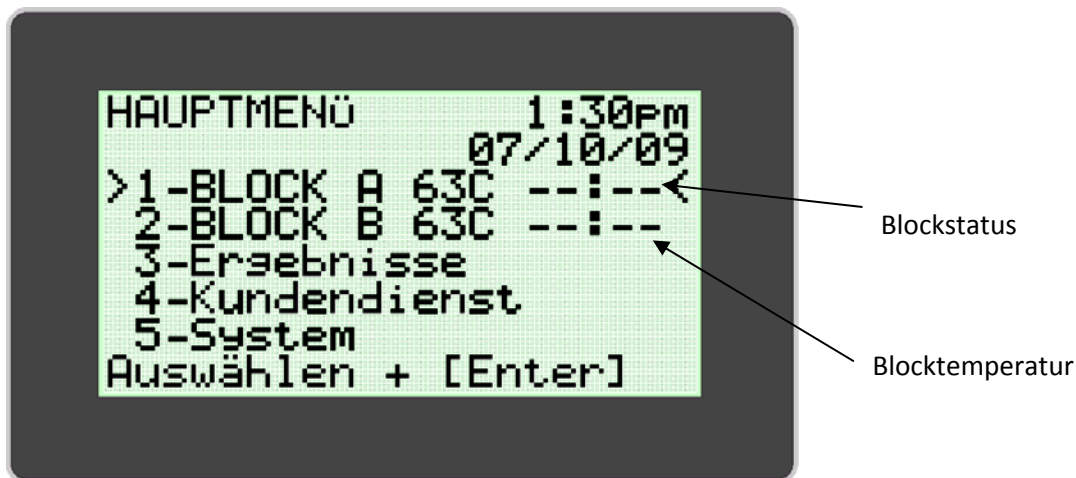 HAUPTMENü 1:30pm
07/10/09
>1-BLOCK A 63C --:--<
2-BLOCK B 63C --:--
3-Ergebnisse
4-Kundendienst
5-System
Auswählen + [Enter]
Blockstatus
Blocktemperatur